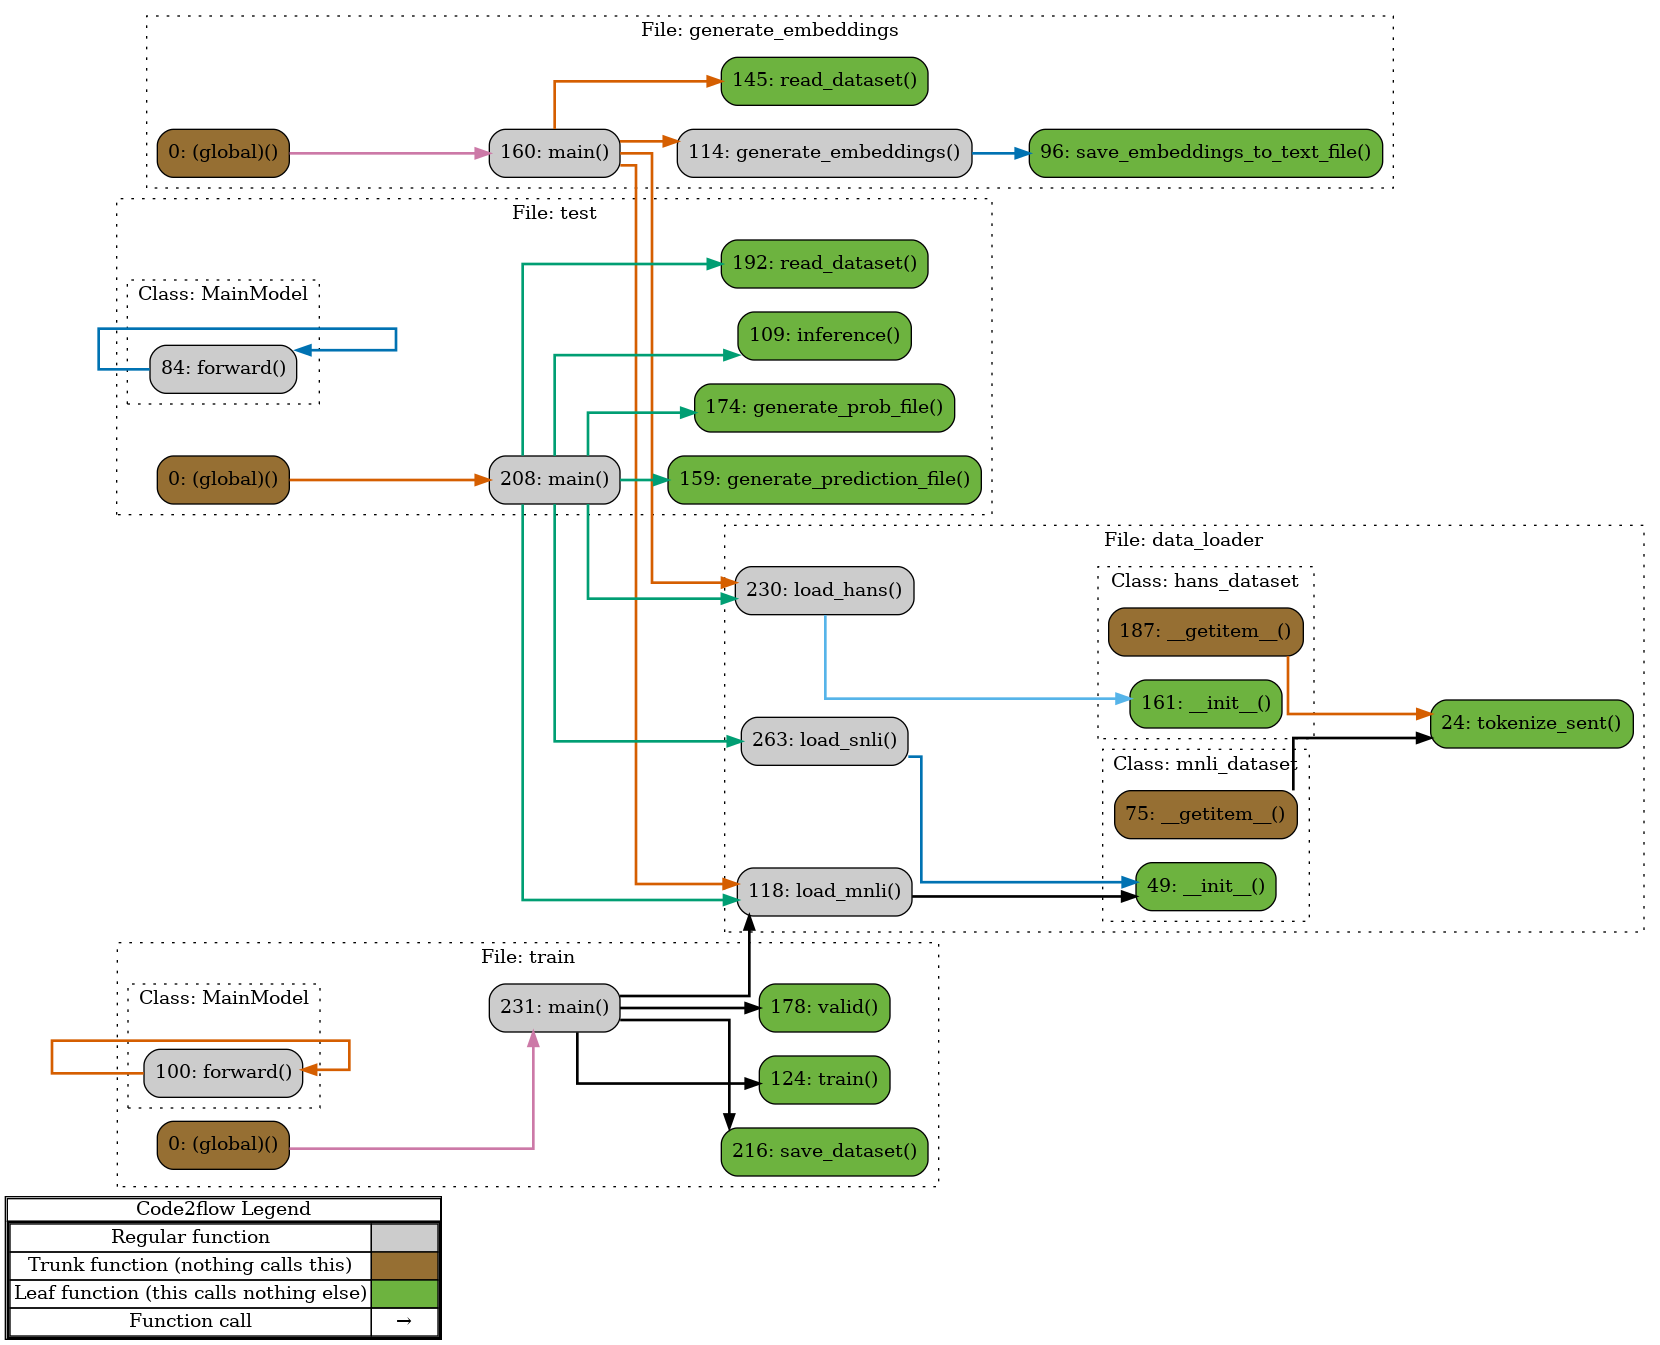 File: generate_embeddings
145: read_dataset()
0: (global)()
160: main()
114: generate_embeddings()
96: save_embeddings_to_text_file()
File: test
192: read_dataset()
Class: MainModel
109: inference()
84: forward()
174: generate_prob_file()
0: (global)()
208: main()
159: generate_prediction_file()
File: data_loader
230: load_hans()
Class: hans_dataset
187: __getitem__()
161: __init__()
24: tokenize_sent()
263: load_snli()
Class: mnli_dataset
75: __getitem__()
118: load_mnli()
49: __init__()
File: train
Class: MainModel
231: main()
178: valid()
100: forward()
124: train()
0: (global)()
216: save_dataset()
Code2flow Legend
Regular function
Trunk function (nothing calls this)
Leaf function (this calls nothing else)
Function call →